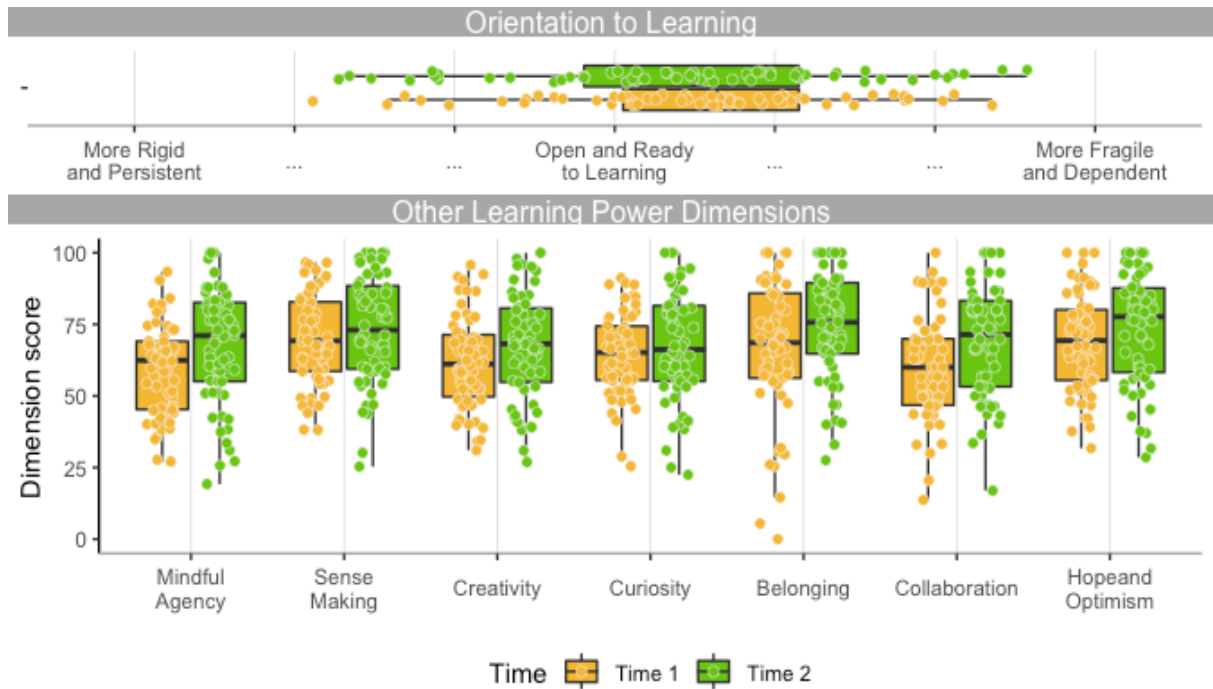 Orientation to Learning
-
More Rigid
and Persistent
...
...
Open and Ready
to Learning
...
...
More Fragile
and Dependent
Other Learning Power Dimensions
Dimension score
100
75
50
25
0
Mindful
Agency
Sense
Making
Creativity
Curiosity
Belonging
Collaboration
Hopeand
Optimism
Time
Time 1
Time 2